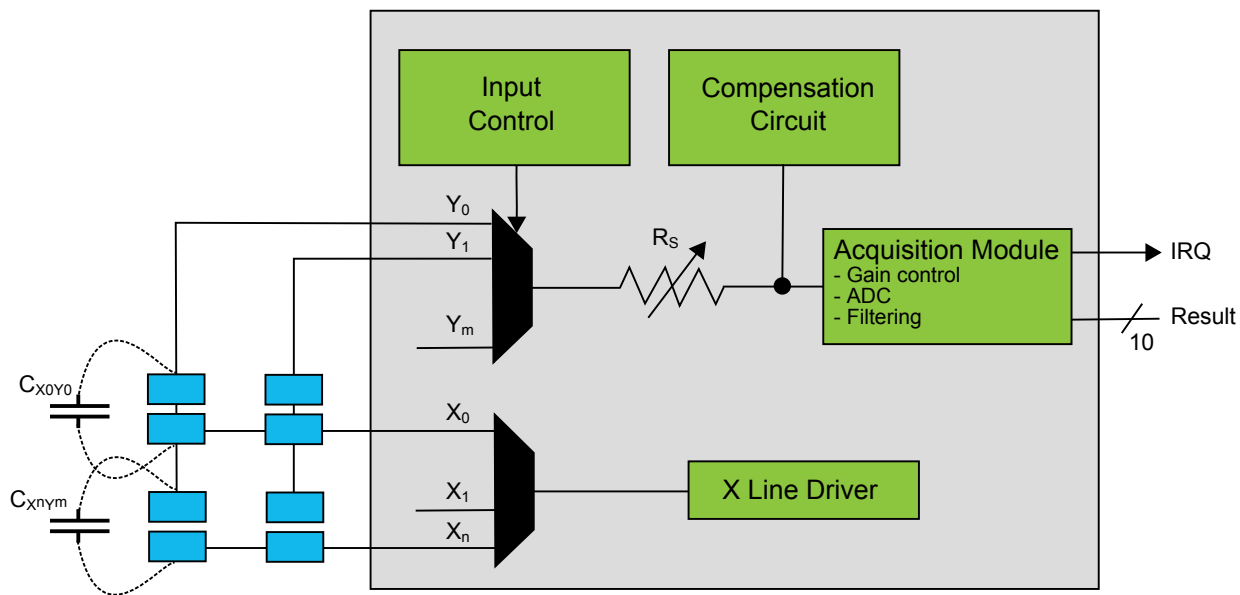 Input
Control
Compensation
Circuit
Y0
Y1
RS
Acquisition Module
- Gain control
- ADC
- Filtering
IRQ
Result
10
Ym
CX0Y0
X0
CXnYm
X1
X Line Driver
Xn